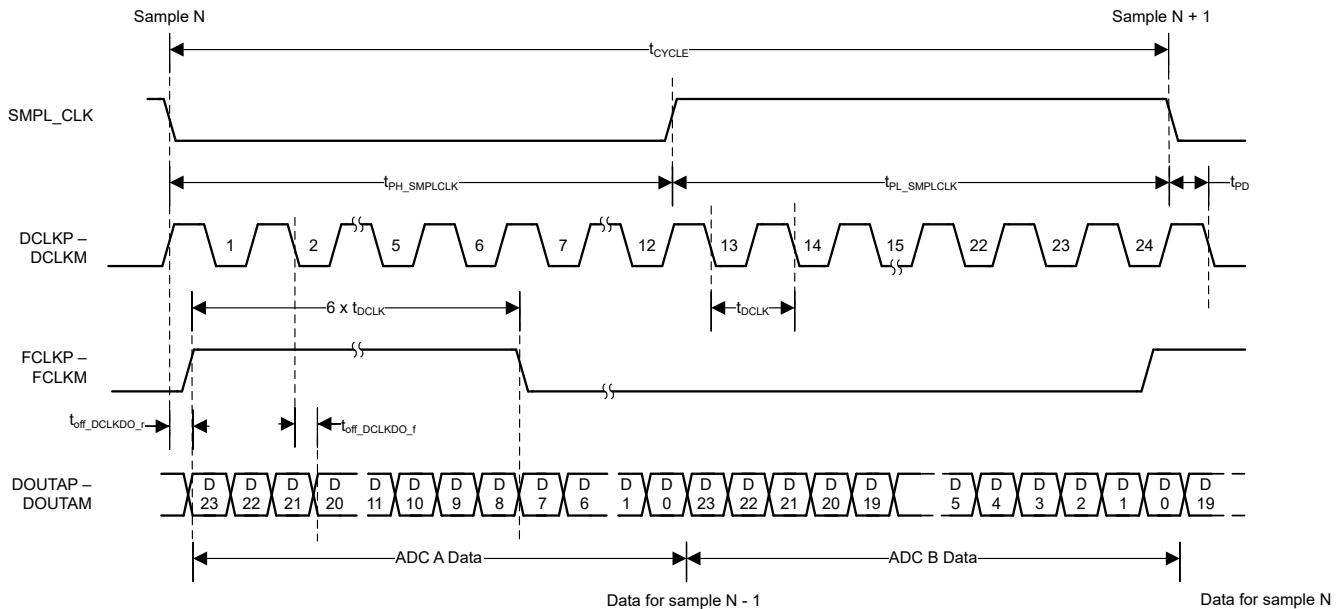 Sample N
Sample N + 1
tCYCLE
SMPL_CLK
tPH_SMPLCLK
tPL_SMPLCLK
tPD
DCLKP –
DCLKM
1 2 5 6 7 12 13 14 15 22 23 24
6 x tDCLK
tDCLK
FCLKP –
FCLKM
toff_DCLKDO_r
toff_DCLKDO_f
DOUTAP –
DOUTAM
D D D D D D D D D D D D D D D D D D D D D D D D
23 22 21 20 11 10 9 8 7 6 1 0 23 22 21 20 19 5 4 3 2 1 0 19
ADC A Data
ADC B Data
Data for sample N - 1
Data for sample N